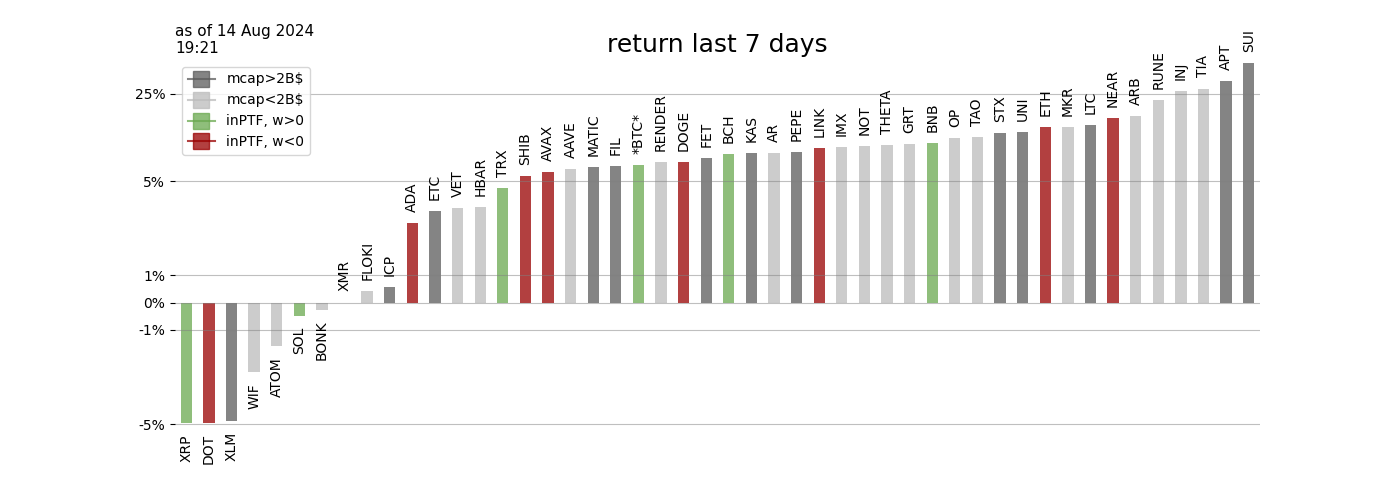 as of 14 Aug 2024
19:21
return last 7 days
mcap>2B$
mcap<2B$
inPTF, w>0
inPTF, w<0
25%
5%
1%
0%
-1%
-5%
XRP
DOT
XLM
WIF
ATOM
SOL
BONK
XMR
FLOKI
ICP
ADA
ETC
VET
HBAR
TRX
SHIB
AVAX
AAVE
MATIC
FIL
*BTC*
RENDER
DOGE
FET
BCH
KAS
AR
PEPE
LINK
IMX
NOT
THETA
GRT
BNB
OP
TAO
STX
UNI
ETH
MKR
LTC
NEAR
ARB
RUNE
INJ
TIA
APT
SUI